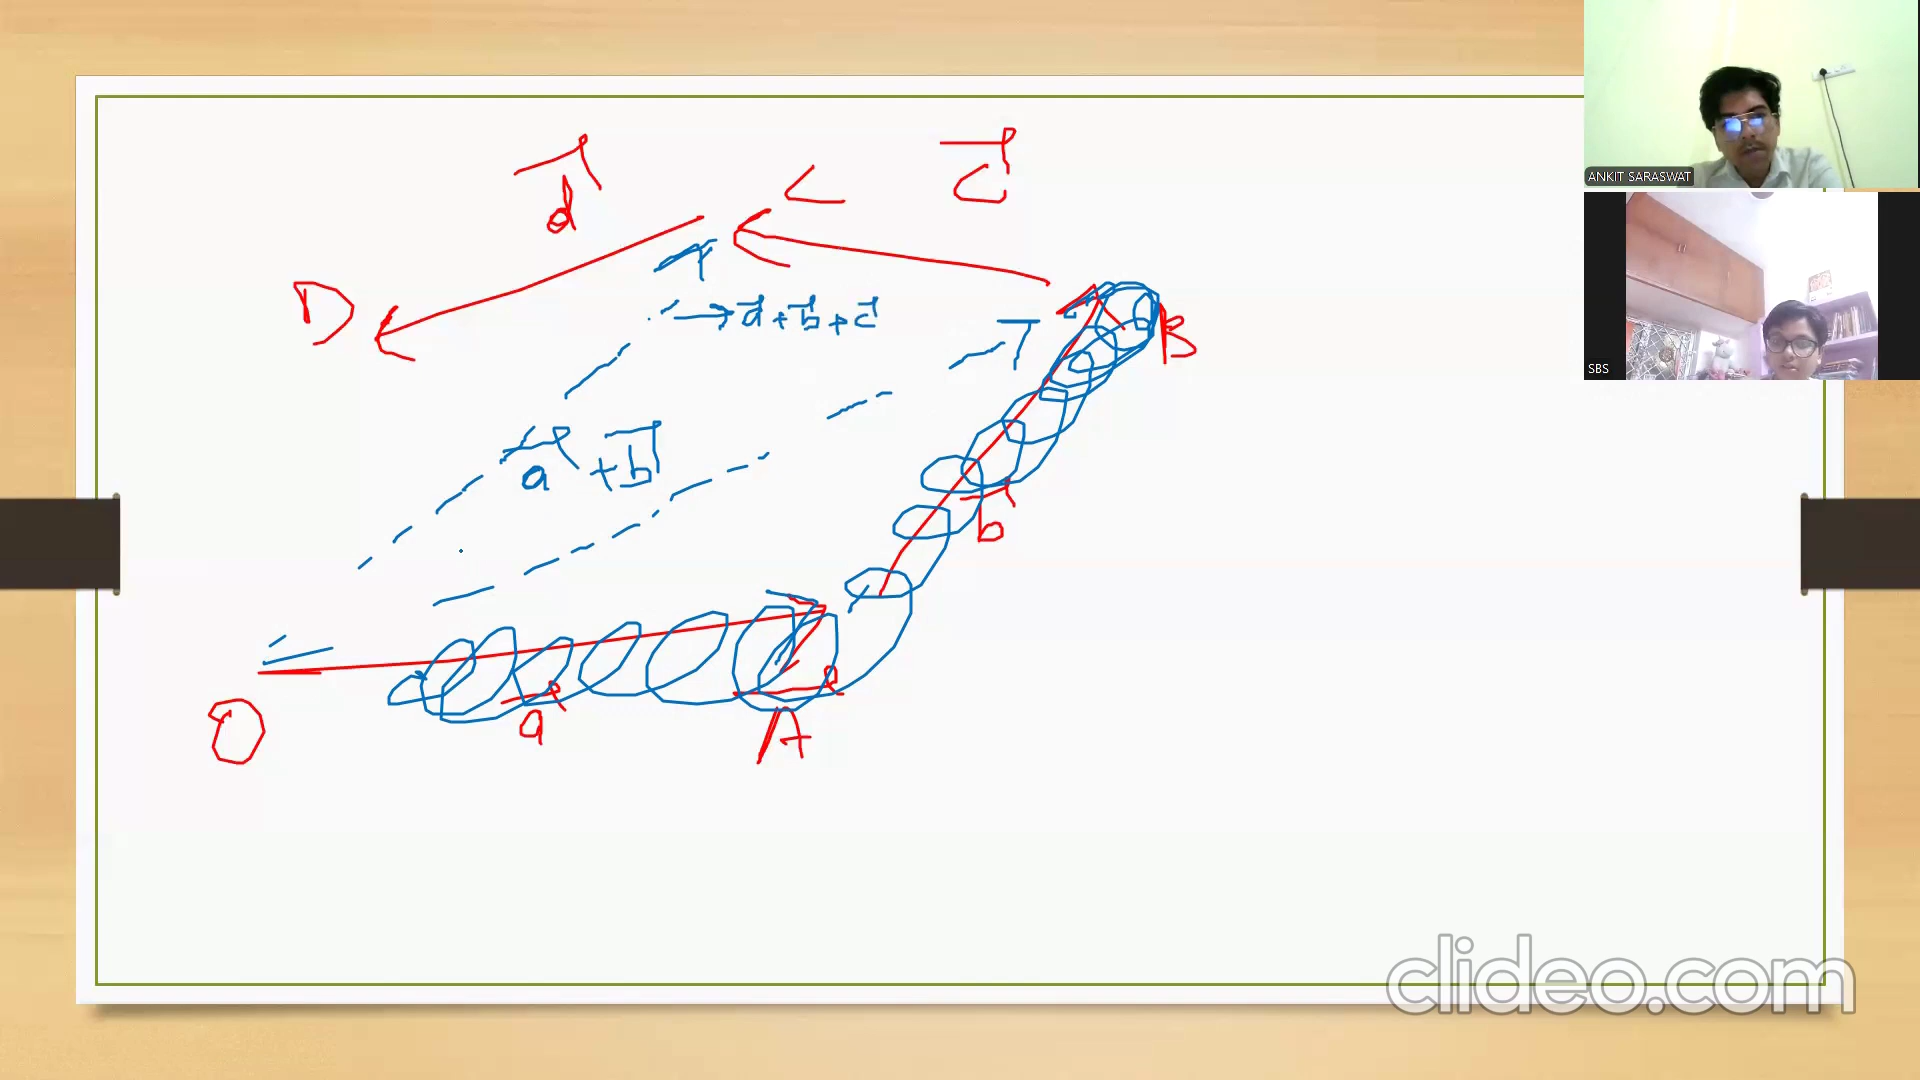 d⃗
C
c⃗
D
a⃗ + b⃗ + c⃗
B
a⃗ + b⃗
b⃗
O
a⃗
A
ANKIT SARASWAT
SBS
clideo.com